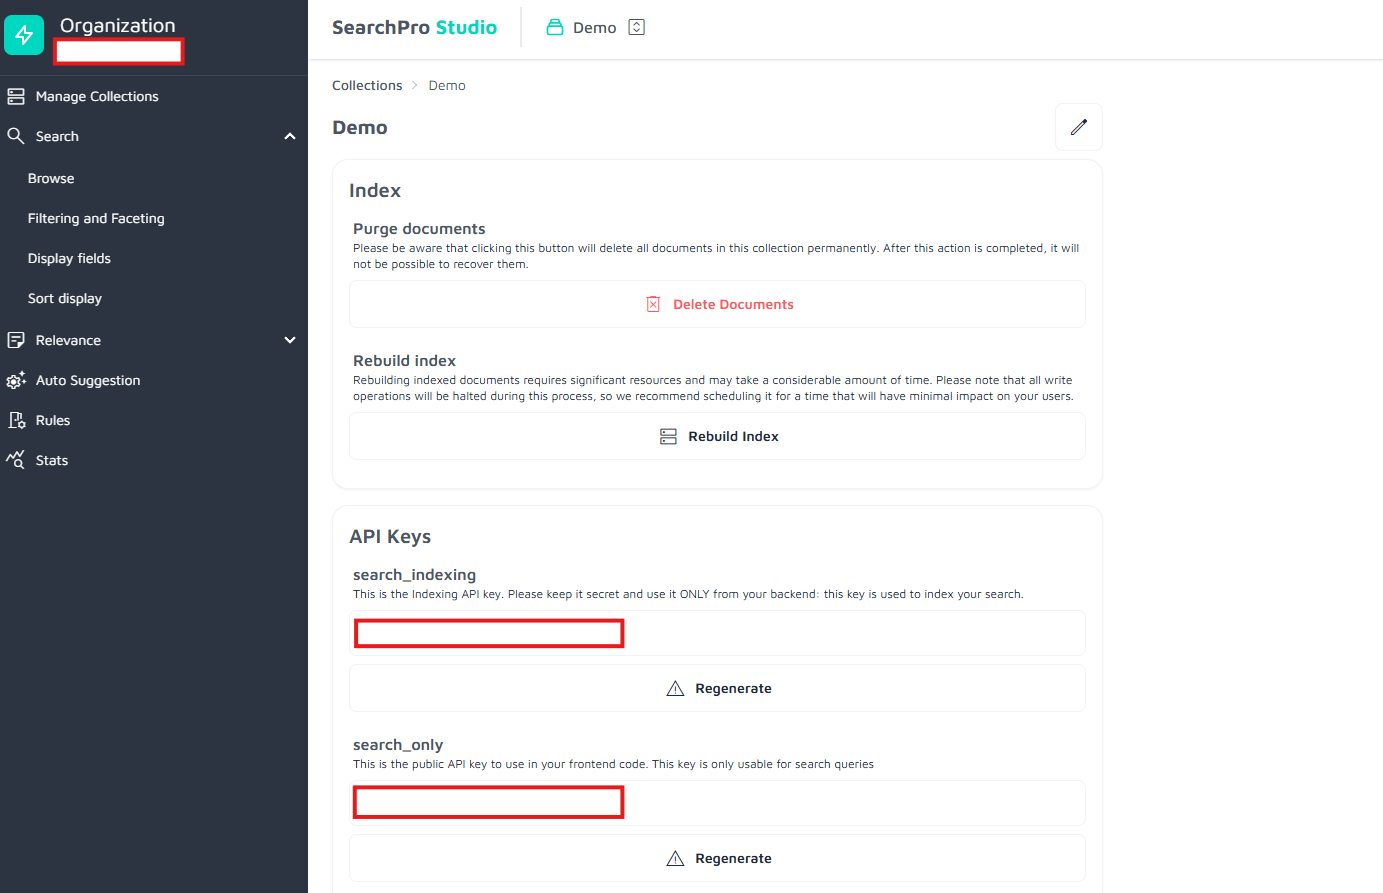 Organization
Manage Collections
Search
Browse
Filtering and Faceting
Display fields
Sort display
Relevance
Auto Suggestion
Rules
Stats
SearchPro Studio
Demo
Collections > Demo
Demo
Index
Purge documents
Please be aware that clicking this button will delete all documents in this collection permanently. After this action is completed, it will
not be possible to recover them.
Delete Documents
Rebuild index
Rebuilding indexed documents requires significant resources and may take a considerable amount of time. Please note that all write
operations will be halted during this process, so we recommend scheduling it for a time that will have minimal impact on your users.
Rebuild Index
API Keys
search_indexing
This is the Indexing API key. Please keep it secret and use it ONLY from your backend: this key is used to index your search.
Regenerate
search_only
This is the public API key to use in your frontend code. This key is only usable for search queries
Regenerate